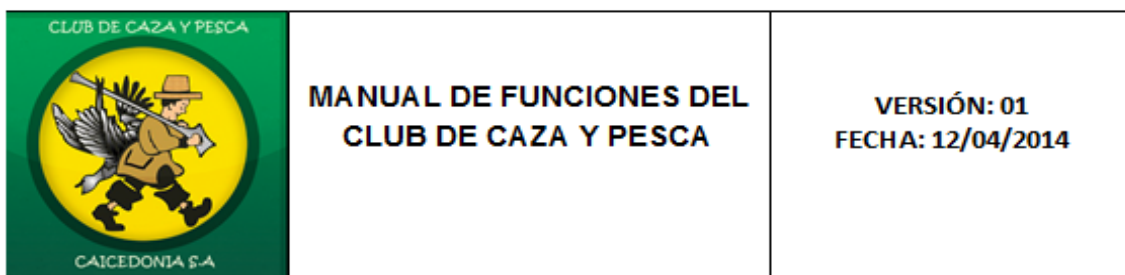 CLUB DE CAZA Y PESCA
CAICEDONIA S.A
MANUAL DE FUNCIONES DEL
CLUB DE CAZA Y PESCA
VERSIÓN: 01
FECHA: 12/04/2014